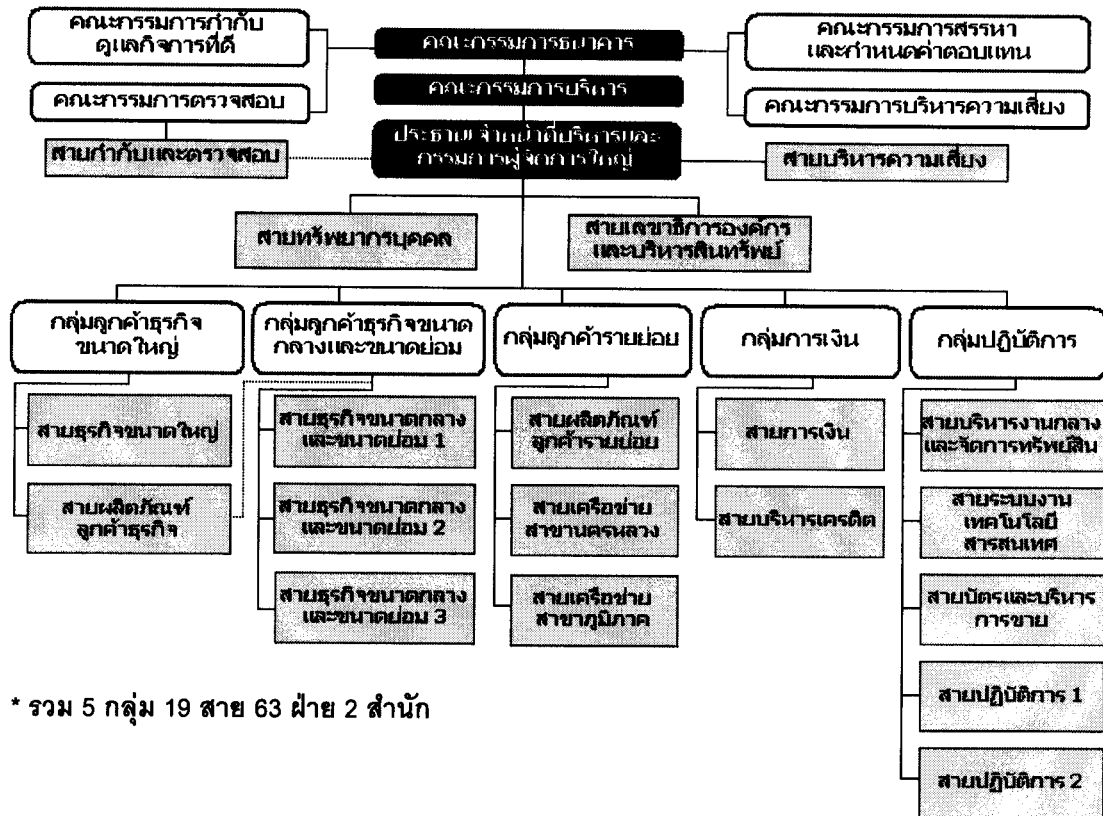 คณะกรรมการกำกับ
ดูแลกิจการที่ดี
คณะกรรมการธนาคาร
คณะกรรมการสรรหา
และกำหนดค่าตอบแทน
คณะกรรมการตรวจสอบ
คณะกรรมการบริหาร
คณะกรรมการบริหารความเสี่ยง
สายกำกับและตรวจสอบ
ประธานเจ้าหน้าที่บริหารและ
กรรมการผู้จัดการใหญ่
สายบริหารความเสี่ยง
สายทรัพยากรบุคคล
สายเลขาธิการองค์กร
และบริหารสินทรัพย์
กลุ่มลูกค้าธุรกิจ
ขนาดใหญ่
กลุ่มลูกค้าธุรกิจขนาด
กลางและขนาดย่อม
กลุ่มลูกค้ารายย่อย
กลุ่มการเงิน
กลุ่มปฏิบัติการ
สายธุรกิจขนาดใหญ่
สายผลิตภัณฑ์
ลูกค้าธุรกิจ
สายธุรกิจขนาดกลาง
และขนาดย่อม 1
สายธุรกิจขนาดกลาง
และขนาดย่อม 2
สายธุรกิจขนาดกลาง
และขนาดย่อม 3
สายผลิตภัณฑ์
ลูกค้ารายย่อย
สายเครือข่าย
สาขานครหลวง
สายเครือข่าย
สาขาภูมิภาค
สายการเงิน
สายบริหารเครดิต
สายบริหารงานกลาง
และจัดการทรัพย์สิน
สายระบบงาน
เทคโนโลยี
สารสนเทศ
สายบัตรและบริหาร
การขาย
สายปฏิบัติการ 1
สายปฏิบัติการ 2
* รวม 5 กลุ่ม 19 สาย 63 ฝ่าย 2 สำนัก